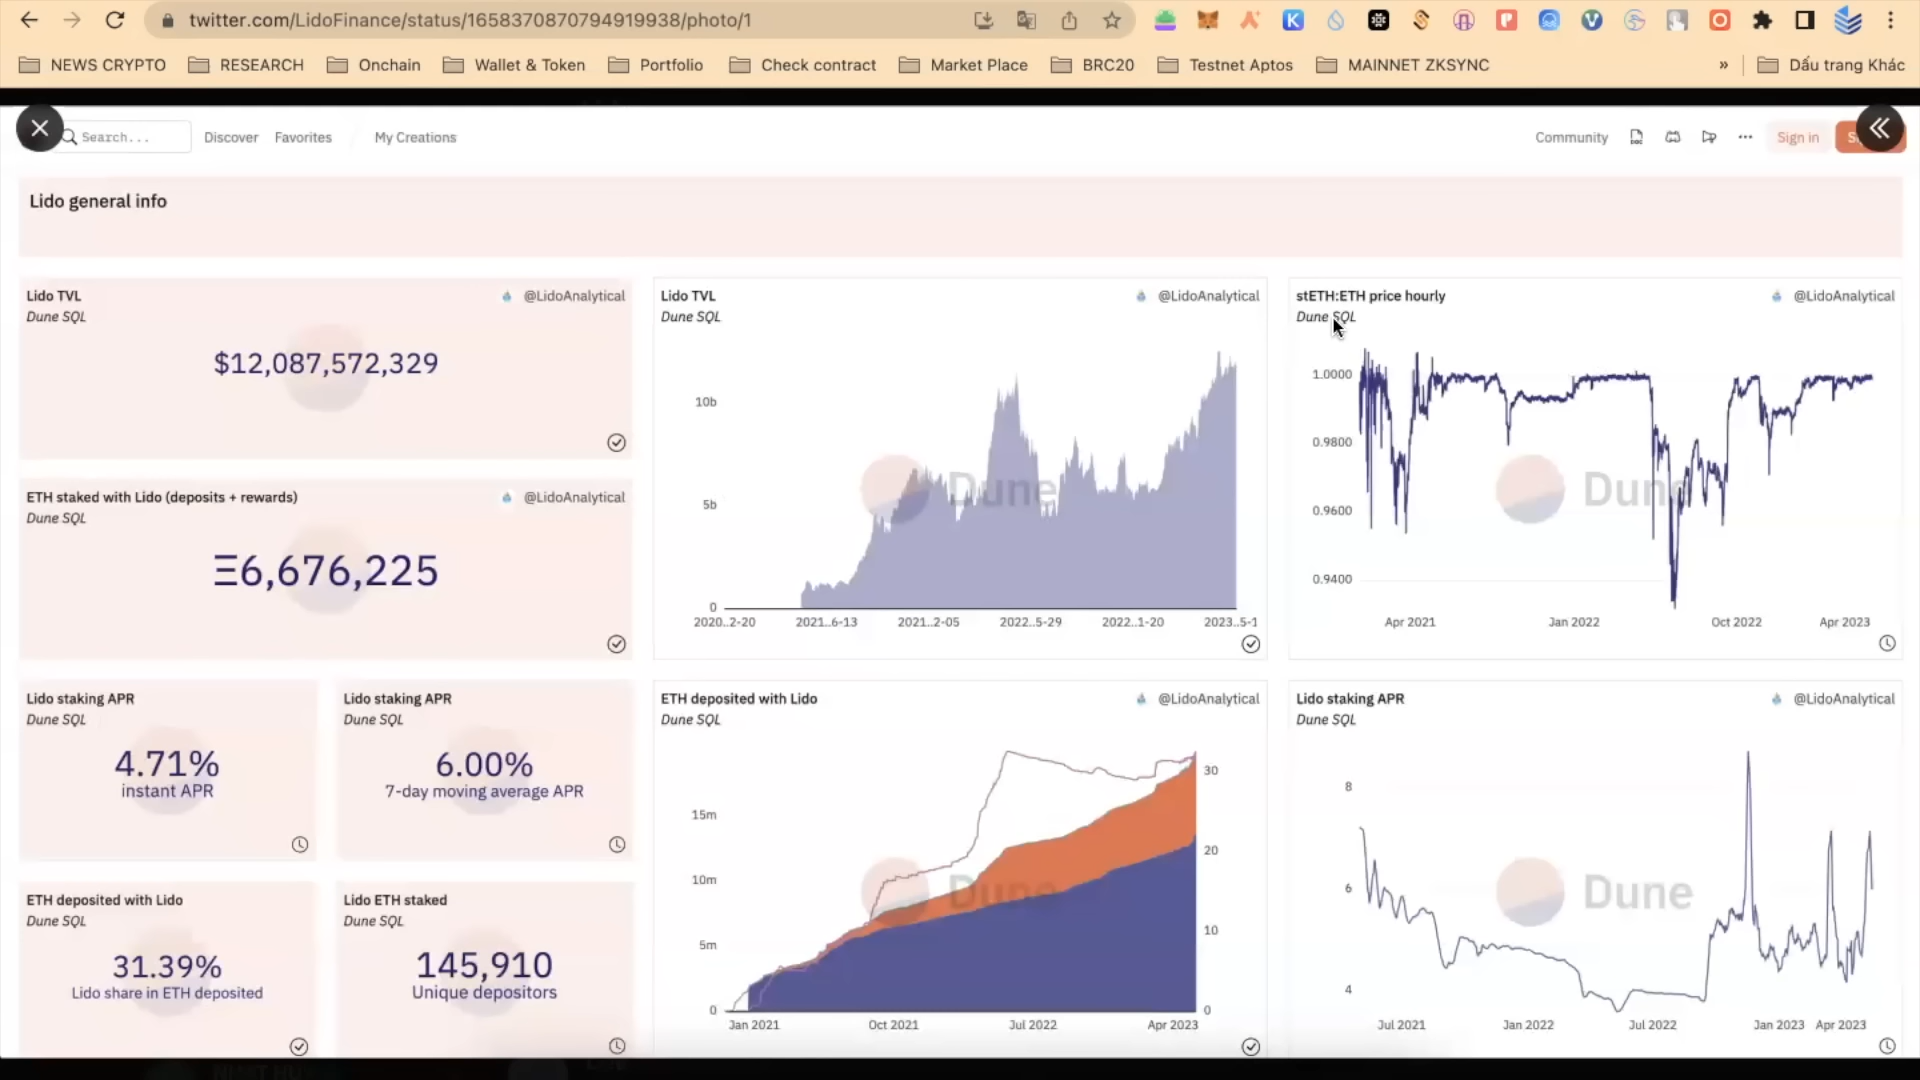 twitter.com/LidoFinance/status/1658370870794919938/photo/1
NEWS CRYPTO RESEARCH Onchain Wallet & Token Portfolio Check contract Market Place BRC20 Testnet Aptos MAINNET ZKSYNC » Dấu trang Khác
Search... Discover Favorites My Creations Community Sign in
Lido general info
Lido TVL @LidoAnalytical
Dune SQL
$12,087,572,329
ETH staked with Lido (deposits + rewards) @LidoAnalytical
Dune SQL
Ξ6,676,225
Lido TVL @LidoAnalytical
Dune SQL
10b
5b
0
Dune
2020..2-20 2021..6-13 2021..2-05 2022..5-29 2022..1-20 2023..5-1
stETH:ETH price hourly @LidoAnalytical
Dune SQL
1.0000
0.9800
0.9600
0.9400
Dune
Apr 2021 Jan 2022 Oct 2022 Apr 2023
Lido staking APR
Dune SQL
4.71%
instant APR
Lido staking APR
Dune SQL
6.00%
7-day moving average APR
ETH deposited with Lido
Dune SQL
31.39%
Lido share in ETH deposited
Lido ETH staked
Dune SQL
145,910
Unique depositors
ETH deposited with Lido @LidoAnalytical
Dune SQL
15m
10m
5m
0
30
20
10
0
Dune
Jan 2021 Oct 2021 Jul 2022 Apr 2023
Lido staking APR @LidoAnalytical
Dune SQL
8
6
4
Dune
Jul 2021 Jan 2022 Jul 2022 Jan 2023 Apr 2023